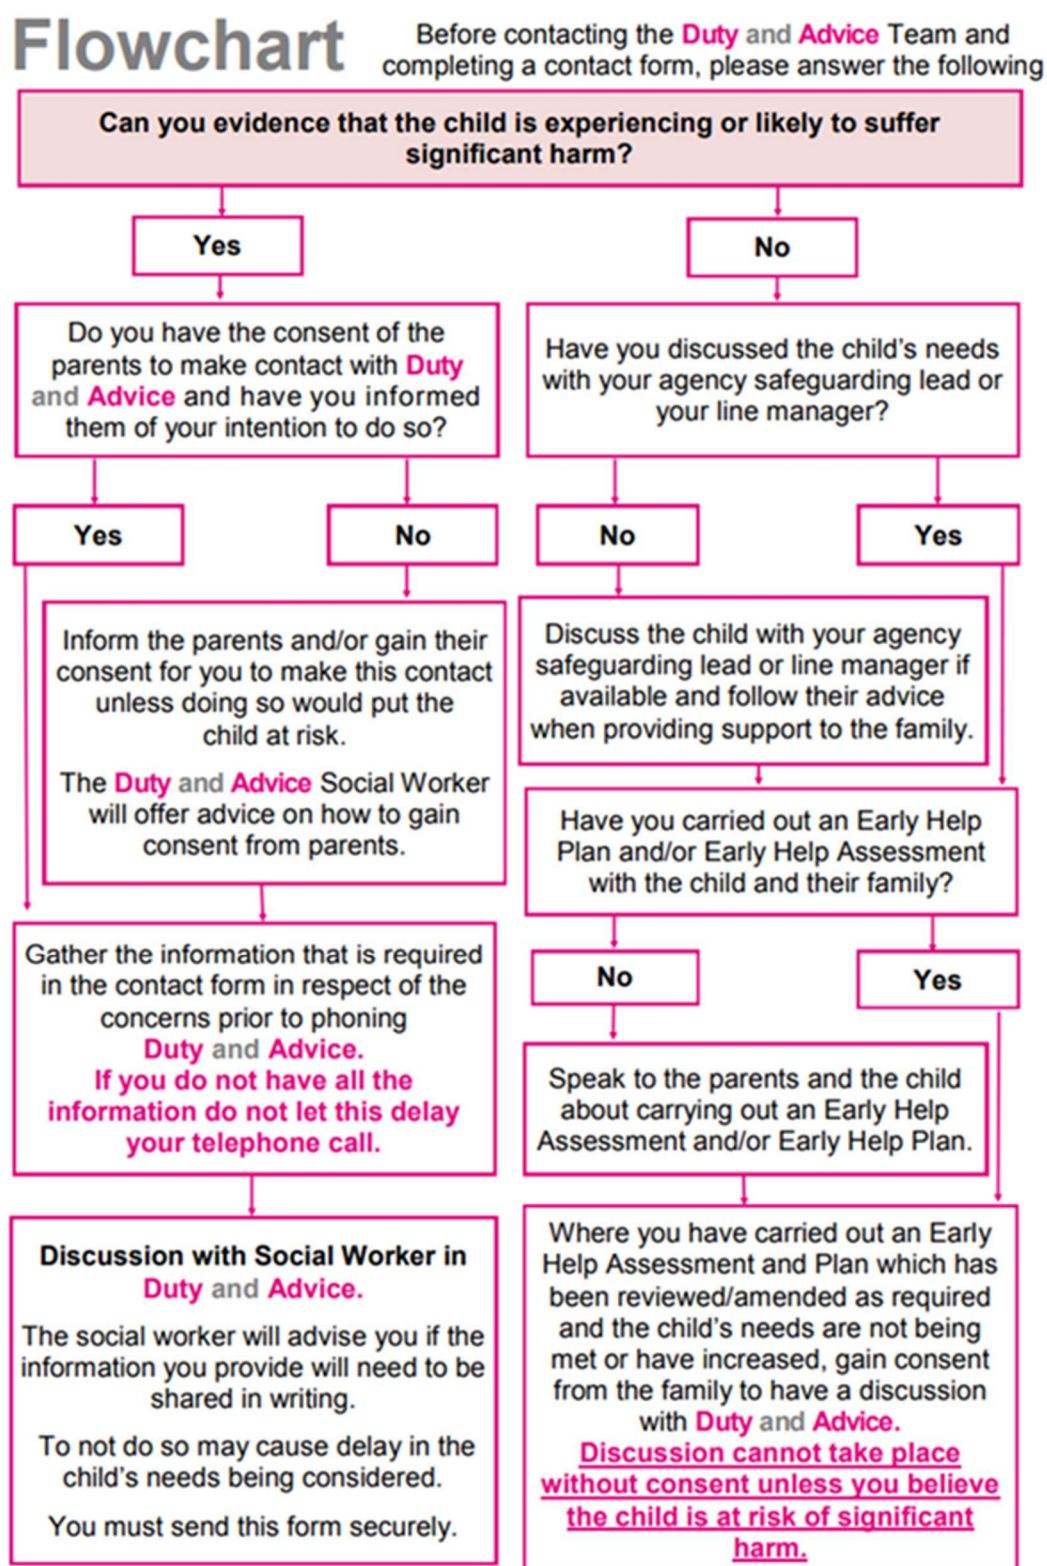 Flowchart
Before contacting the Duty and Advice Team and
completing a contact form, please answer the following
Can you evidence that the child is experiencing or likely to suffer
significant harm?
Yes
No
Do you have the consent of the
parents to make contact with Duty
and Advice and have you informed
them of your intention to do so?
Have you discussed the child's needs
with your agency safeguarding lead or
your line manager?
Yes
No
No
Yes
Inform the parents and/or gain their
consent for you to make this contact
unless doing so would put the
child at risk.
The Duty and Advice Social Worker
will offer advice on how to gain
consent from parents.
Discuss the child with your agency
safeguarding lead or line manager if
available and follow their advice
when providing support to the family.
Have you carried out an Early Help
Plan and/or Early Help Assessment
with the child and their family?
Gather the information that is required
in the contact form in respect of the
concerns prior to phoning
Duty and Advice.
If you do not have all the
information do not let this delay
your telephone call.
No
Yes
Speak to the parents and the child
about carrying out an Early Help
Assessment and/or Early Help Plan.
Discussion with Social Worker in
Duty and Advice.
The social worker will advise you if the
information you provide will need to be
shared in writing.
To not do so may cause delay in the
child's needs being considered.
You must send this form securely.
Where you have carried out an Early
Help Assessment and Plan which has
been reviewed/amended as required
and the child's needs are not being
met or have increased, gain consent
from the family to have a discussion
with Duty and Advice.
Discussion cannot take place
without consent unless you believe
the child is at risk of significant
harm.